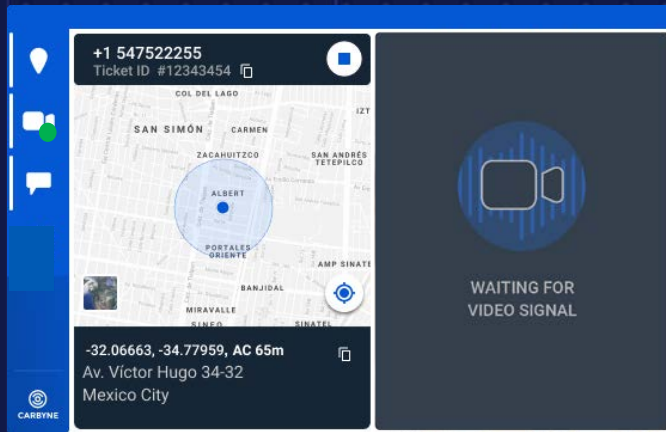 +1 547522255
Ticket ID #12343454
COL DEL LAGO
IZT
SAN SIMÓN
CARMEN
ZACAHUITZCO
SAN ANDRÉS
TETEPILCO
ALBERT
PORTALES
ORIENTE
AMP SINATE
BANJIDAL
MIRAVALLE
SINEO
SINATEL
-32.06663, -34.77959, AC 65m
Av. Víctor Hugo 34-32
Mexico City
CARBYNE
WAITING FOR
VIDEO SIGNAL